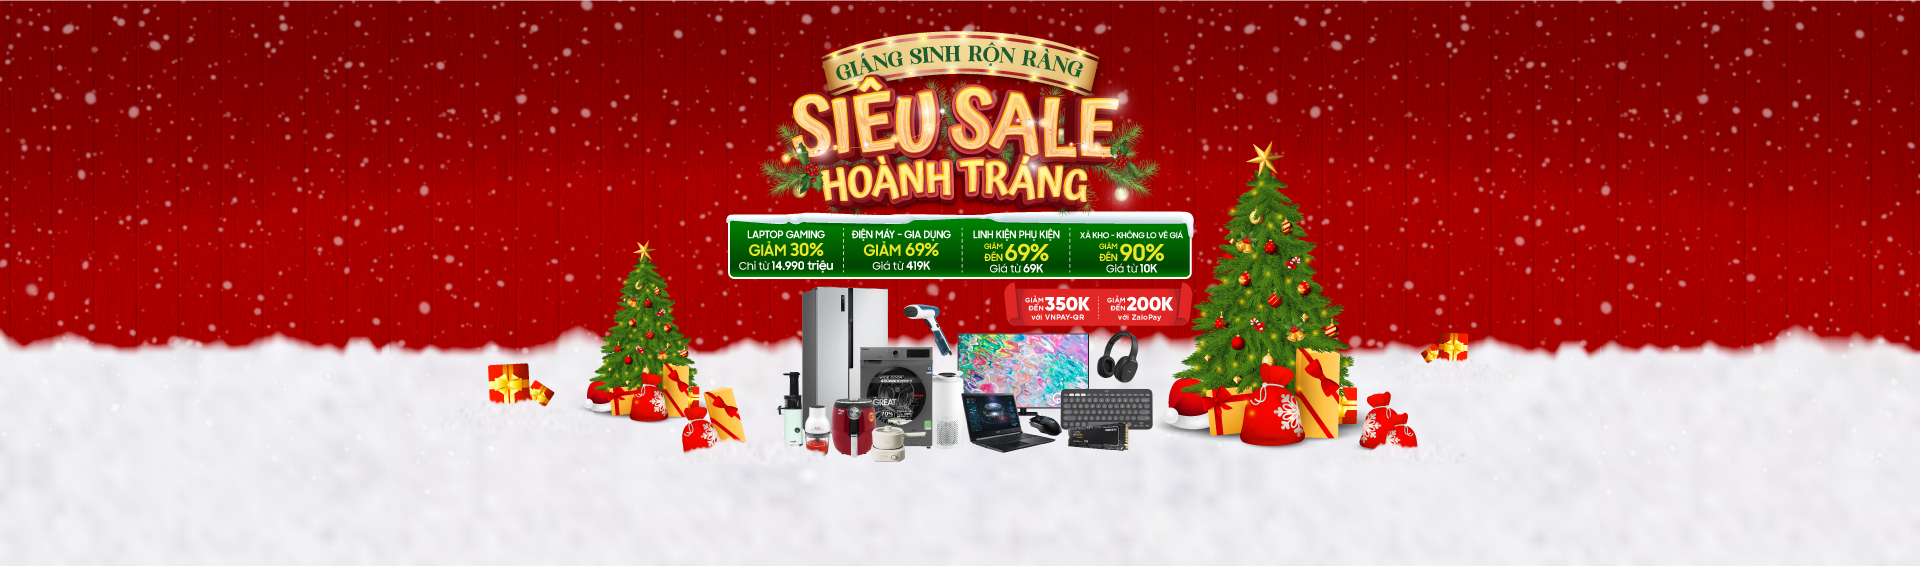 GIÁNG SINH RỘN RÀNG
SIÊU SALE
HOÀNH TRÁNG
LAPTOP GAMING
GIẢM 30%
Chỉ từ 14.990 triệu
ĐIỆN MÁY - GIA DỤNG
GIẢM 69%
Giá từ 419K
LINH KIỆN PHỤ KIỆN
GIẢM ĐẾN 69%
Giá từ 69K
XẢ KHO - KHÔNG LO VỀ GIÁ
GIẢM ĐẾN 90%
Giá từ 10K
GIẢM ĐẾN 350K
với VNPAY-QR
GIẢM ĐẾN 200K
với ZaloPay
GREAT
70%